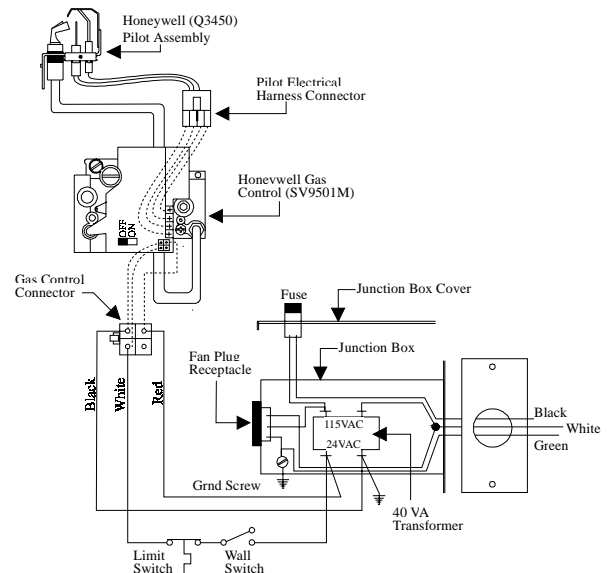 Honeywell (Q3450)
Pilot Assembly
Pilot Electrical
Harness Connector
Honeywell Gas
Control (SV9501M)
OFF
ON
Gas Control
Connector
Fuse
Junction Box Cover
Junction Box
Fan Plug
Receptacle
Black
White
Red
115VAC
24VAC
Black
White
Green
Grnd Screw
40 VA
Transformer
Limit
Switch
Wall
Switch